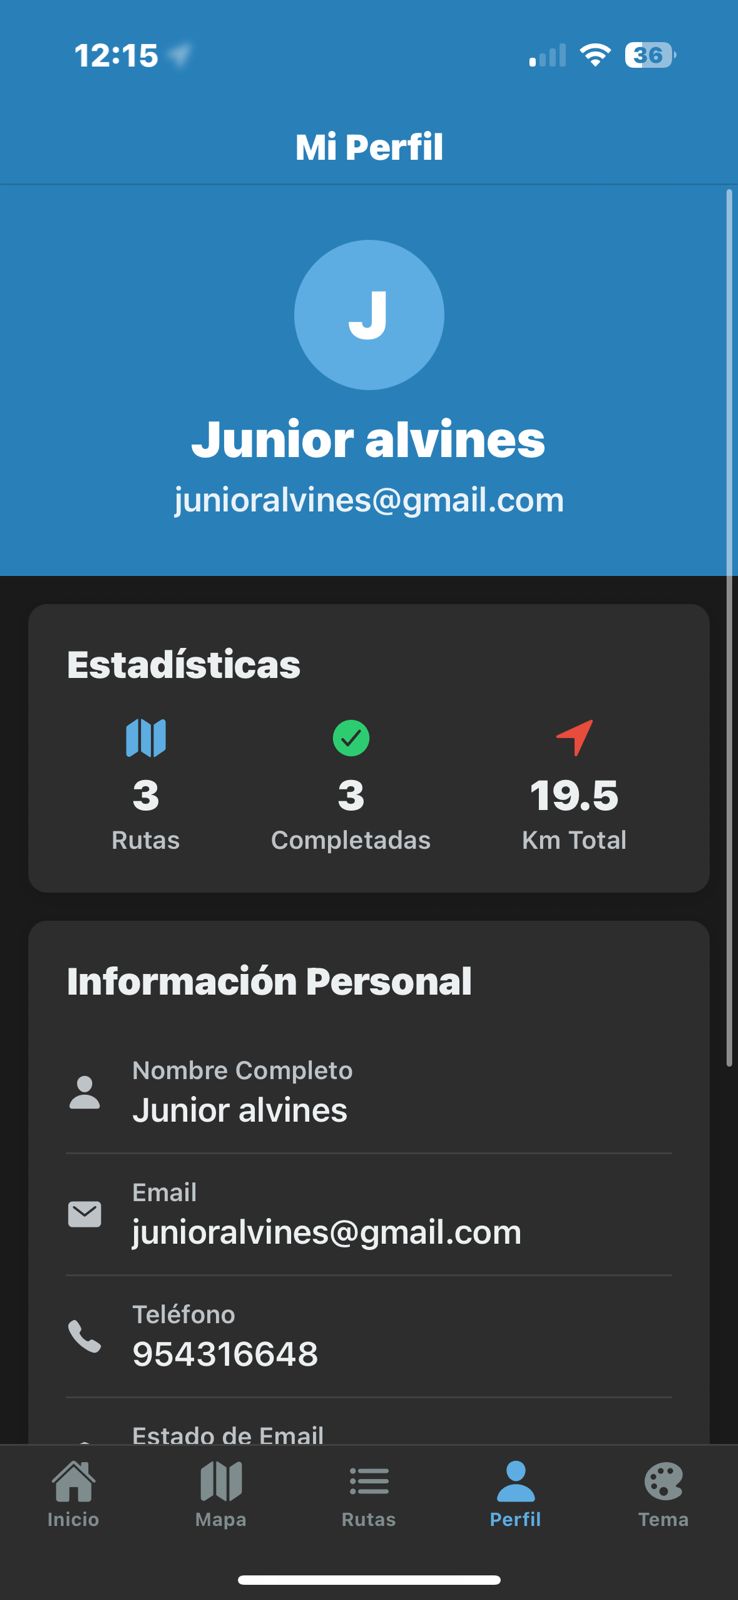 12:15
36
Mi Perfil
J
Junior alvines
junioralvines@gmail.com
Estadísticas
3 3 19.5
Rutas Completadas Km Total
Información Personal
Nombre Completo
Junior alvines
Email
junioralvines@gmail.com
Teléfono
954316648
Estado de Email
Inicio Mapa Rutas Perfil Tema